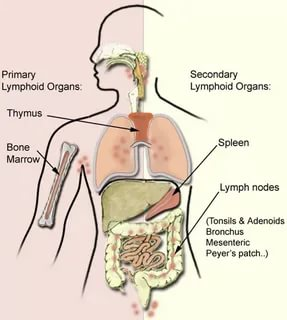 Primary
Lymphoid Organs:
Thymus
Bone
Marrow
Secondary
Lymphoid Organs:
Spleen
Lymph nodes
(Tonsils & Adenoids
Bronchus
Mesenteric
Peyer's patch..)